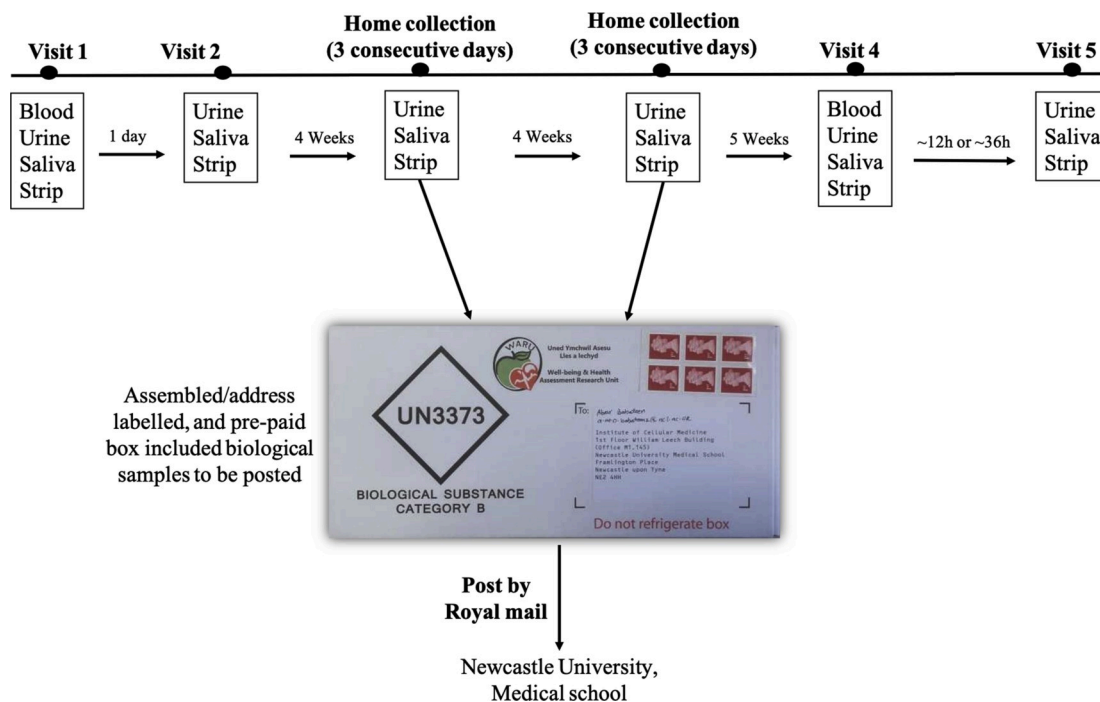 Visit 1
Visit 2
Home collection
(3 consecutive days)
Home collection
(3 consecutive days)
Visit 4
Visit 5
Blood
Urine
Saliva
Strip
1 day
Urine
Saliva
Strip
4 Weeks
Urine
Saliva
Strip
4 Weeks
Urine
Saliva
Strip
5 Weeks
Blood
Urine
Saliva
Strip
~12h or ~36h
Urine
Saliva
Strip
Assembled/address
labelled, and pre-paid
box included biological
samples to be posted
UN3373
BIOLOGICAL SUBSTANCE
CATEGORY B
WARU
Uned Ymchwil Asesu
Lles a Iechyd
Well-being & Health
Assessment Research Unit
To:
Institute of Cellular Medicine
1st Floor William Leech Building
(Office M1.145)
Newcastle University Medical School
Framlington Place
Newcastle upon Tyne
NE2 4HH
Do not refrigerate box
Post by
Royal mail
Newcastle University,
Medical school